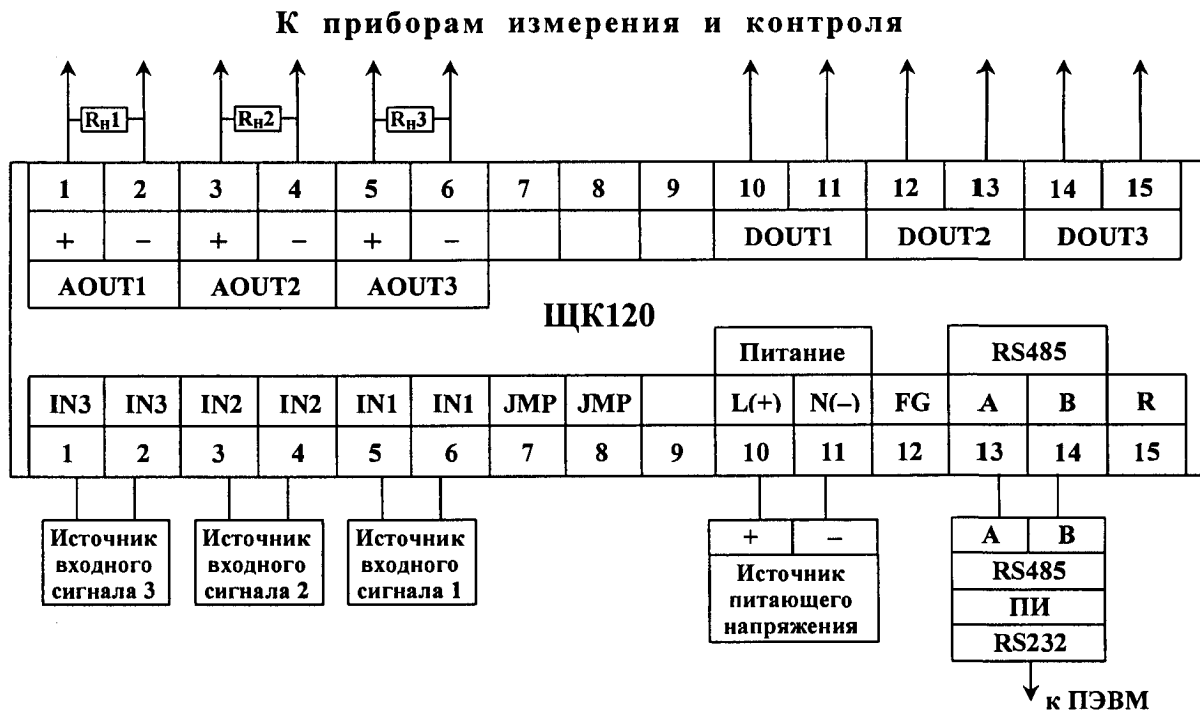 К приборам измерения и контроля
Rн1 Rн2 Rн3
1 2 3 4 5 6 7 8 9 10 11 12 13 14 15
+ – + – + – DOUT1 DOUT2 DOUT3
AOUT1 AOUT2 AOUT3
ЩК120
Питание RS485
IN3 IN3 IN2 IN2 IN1 IN1 JMP JMP L(+) N(–) FG A B R
1 2 3 4 5 6 7 8 9 10 11 12 13 14 15
Источник
входного
сигнала 3
Источник
входного
сигнала 2
Источник
входного
сигнала 1
+ –
Источник
питающего
напряжения
A B
RS485
ПИ
RS232
к ПЭВМ